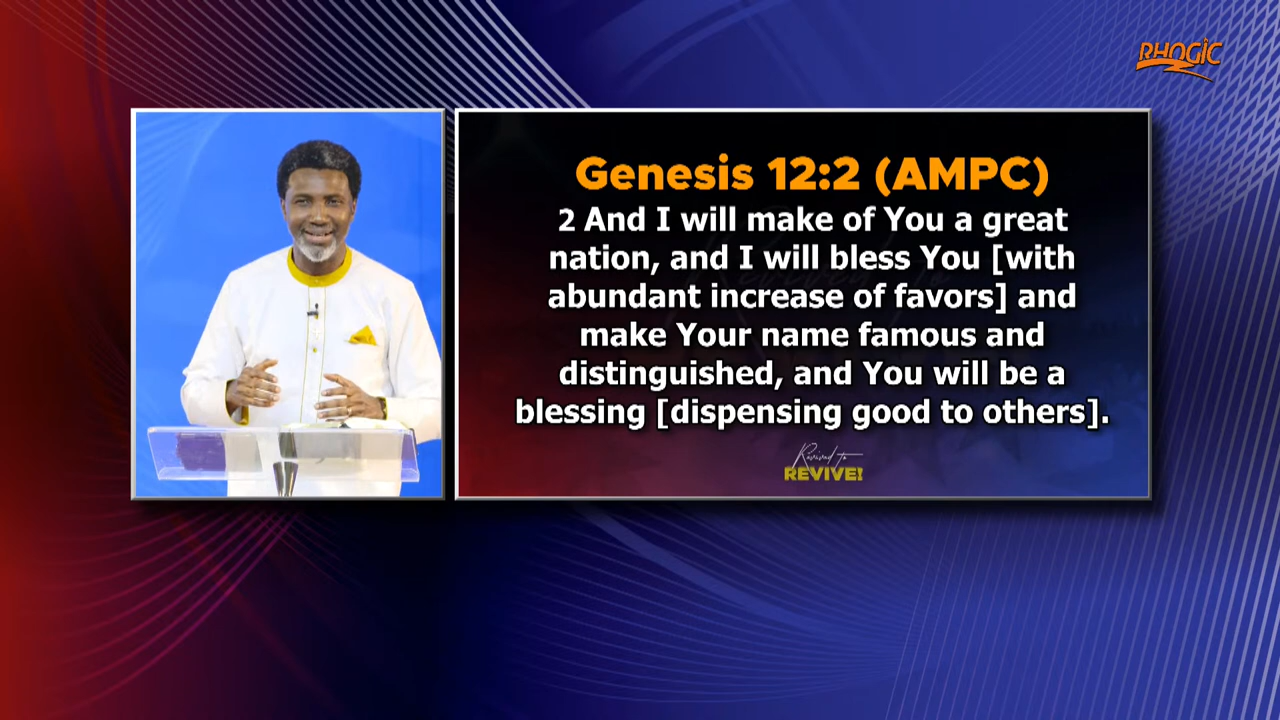 RHOGIC
Genesis 12:2 (AMPC)
2 And I will make of You a great
nation, and I will bless You [with
abundant increase of favors] and
make Your name famous and
distinguished, and You will be a
blessing [dispensing good to others].
Revived to
REVIVE!